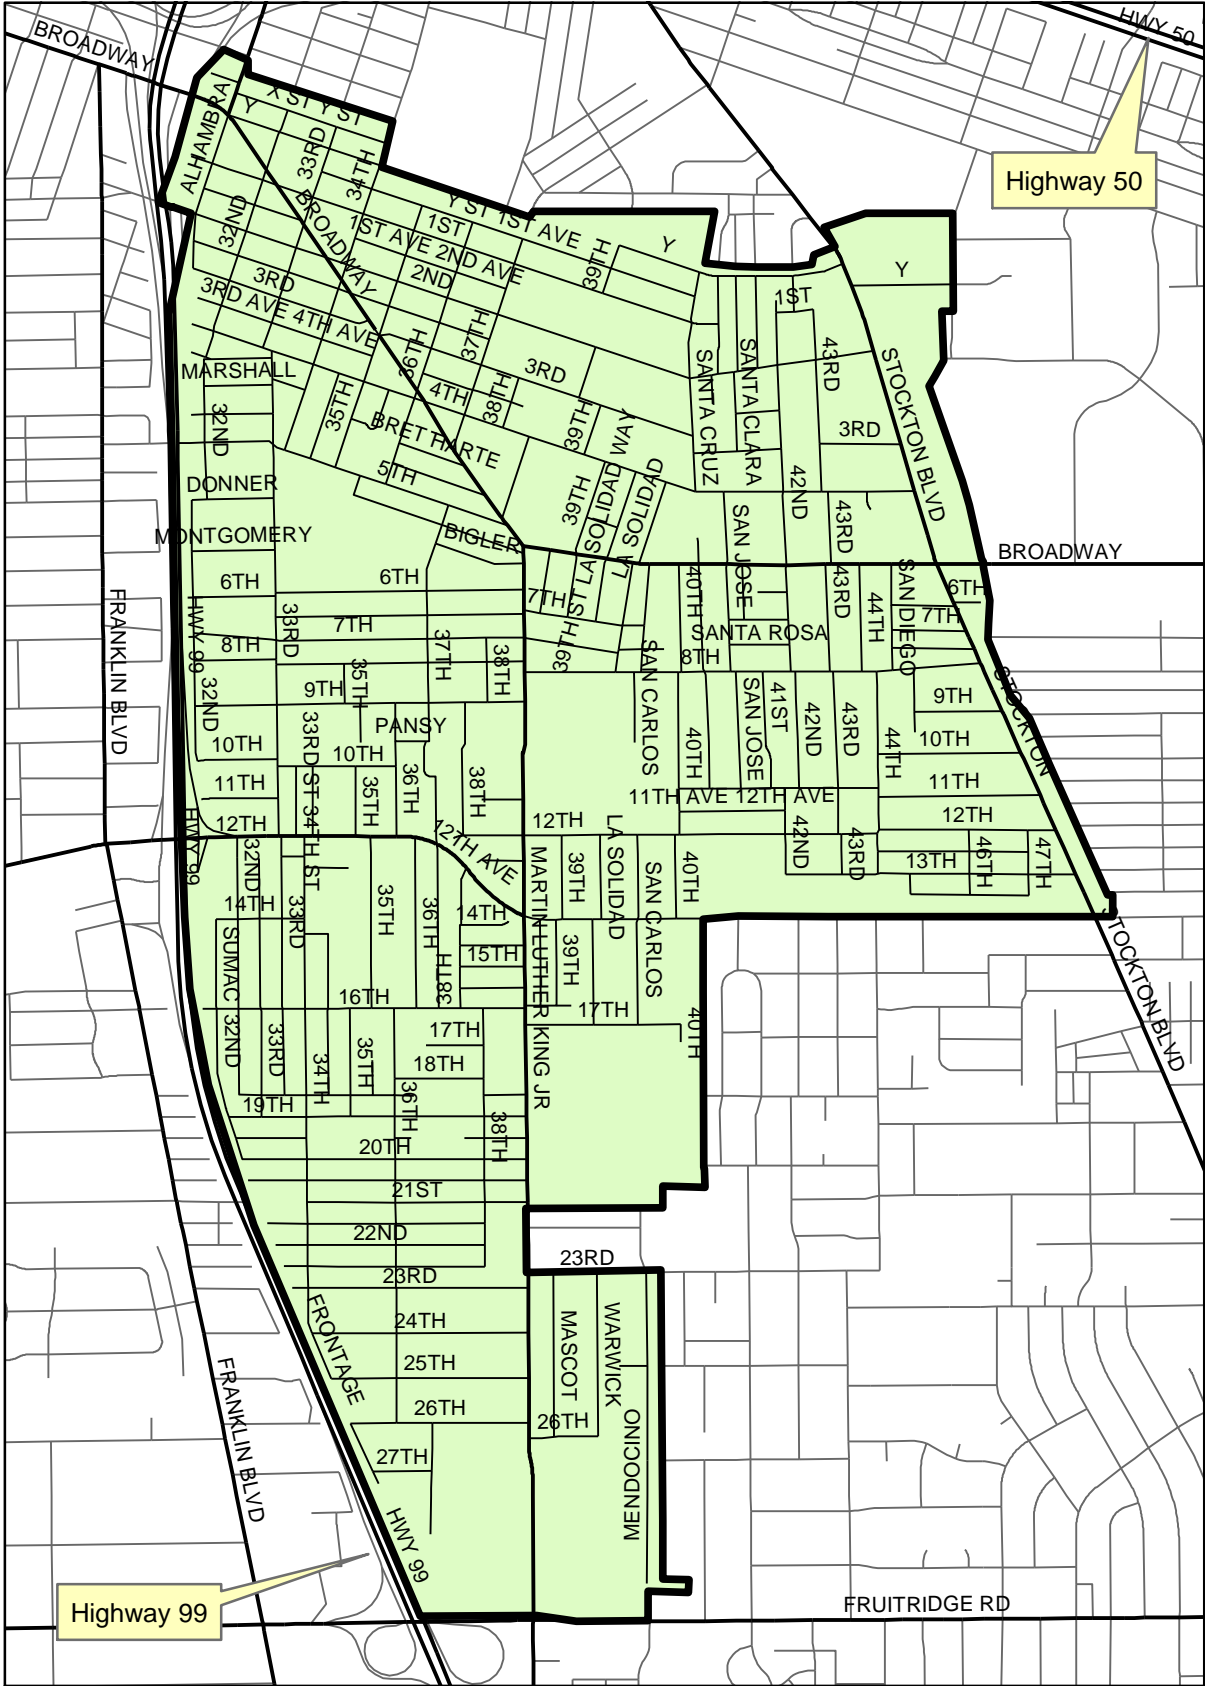 BROADWAY
HWY 50
Highway 50
ALHAMBRA
X ST Y ST
Y
33RD
34TH
32ND
BROADWAY
Y ST 1ST AVE
1ST
1ST AVE 2ND AVE
2ND
39TH
Y
Y
3RD
3RD AVE 4TH AVE
1ST
36TH
37TH
MARSHALL
3RD
SANTA CRUZ
SANTA CLARA
43RD
STOCKTON BLVD
4TH
38TH
35TH
32ND
BRET HARTE
39TH
3RD
5TH
DONNER
39TH
LA SOLIDAD WAY
LA SOLIDAD
42ND
MONTGOMERY
BIGLER
SAN JOSE
43RD
BROADWAY
6TH
6TH
7TH
39TH ST
40TH
43RD
44TH
SAN DIEGO
6TH
FRANKLIN BLVD
HWY 99
33RD
7TH
7TH
8TH
37TH
38TH
SANTA ROSA
SAN CARLOS
8TH
35TH
9TH
STOCKTON
32ND
SAN JOSE
41ST
9TH
33RD ST
PANSY
40TH
42ND
43RD
44TH
10TH
10TH
10TH
11TH
35TH
36TH
38TH
11TH AVE 12TH AVE
11TH
HWY 99
12TH
34TH ST
12TH AVE
12TH
LA SOLIDAD
42ND
43RD
12TH
32ND
MARTIN LUTHER KING JR
39TH
SAN CARLOS
40TH
13TH
46TH
47TH
14TH
33RD
35TH
36TH
14TH
STOCKTON BLVD
SUMAC
38TH
15TH
39TH
16TH
17TH
40TH
32ND
33RD
34TH
35TH
17TH
18TH
36TH
19TH
38TH
20TH
21ST
22ND
23RD
23RD
FRONTAGE
24TH
MASCOT
WARWICK
25TH
FRANKLIN BLVD
26TH
26TH
MENDOCINO
27TH
HWY 99
Highway 99
FRUITRIDGE RD